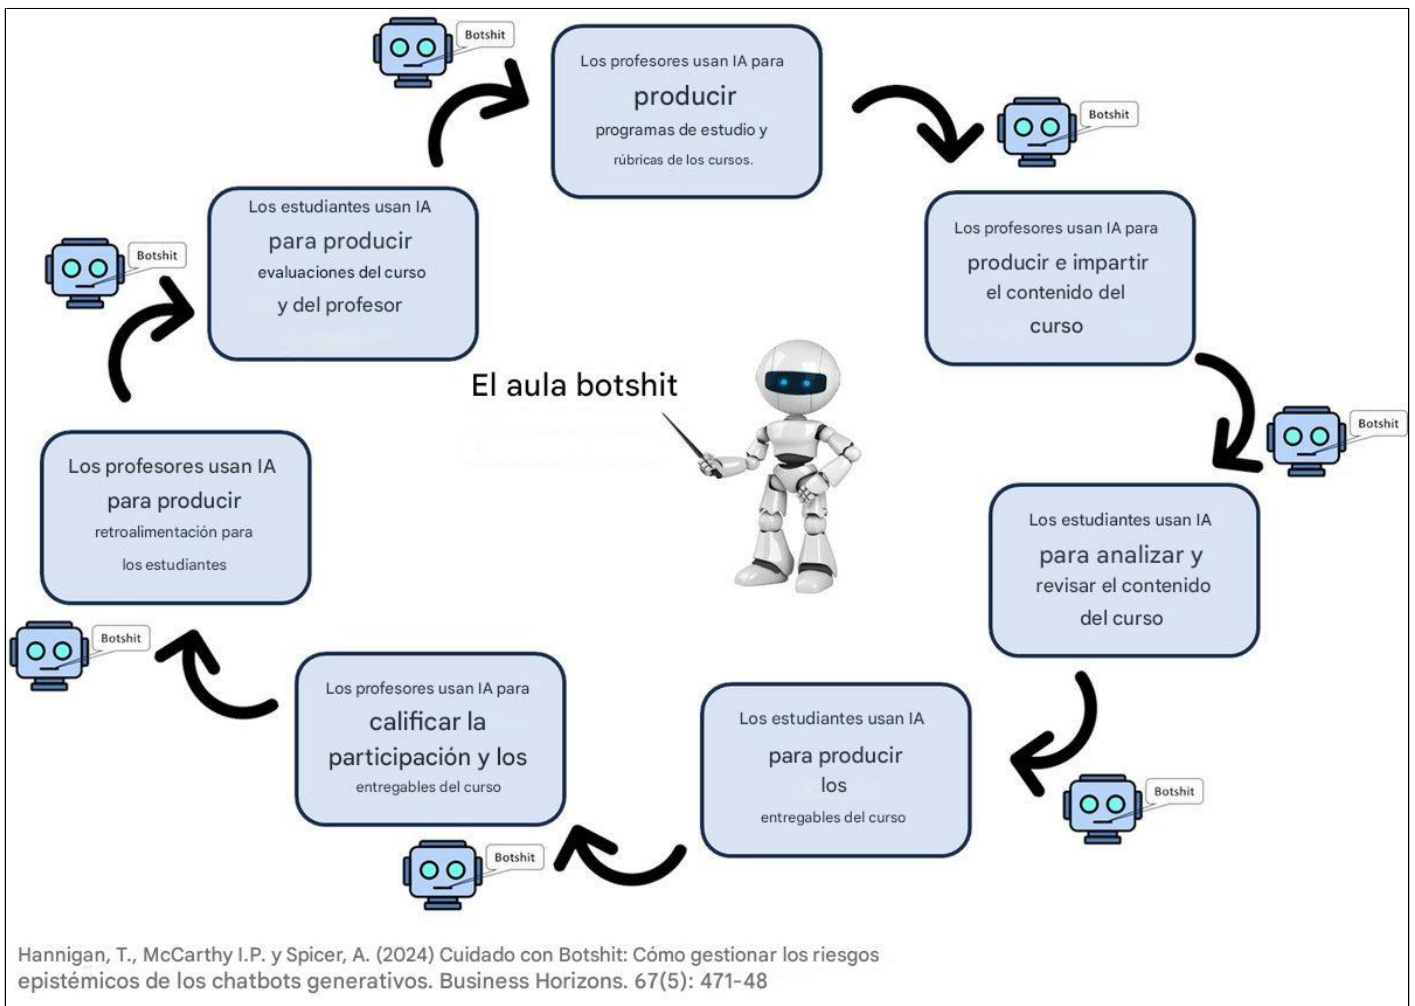 Botshit
Los profesores usan IA para
producir
programas de estudio y
rúbricas de los cursos.
Botshit
Los profesores usan IA para
producir e impartir
el contenido del
curso
Botshit
Los estudiantes usan IA
para analizar y
revisar el contenido
del curso
Botshit
Los estudiantes usan IA
para producir
los
entregables del curso
Botshit
Los profesores usan IA para
calificar la
participación y los
entregables del curso
Botshit
Los profesores usan IA
para producir
retroalimentación para
los estudiantes
Botshit
Los estudiantes usan IA
para producir
evaluaciones del curso
y del profesor
El aula botshit
Hannigan, T., McCarthy I.P. y Spicer, A. (2024) Cuidado con Botshit: Cómo gestionar los riesgos
epistémicos de los chatbots generativos. Business Horizons. 67(5): 471-48